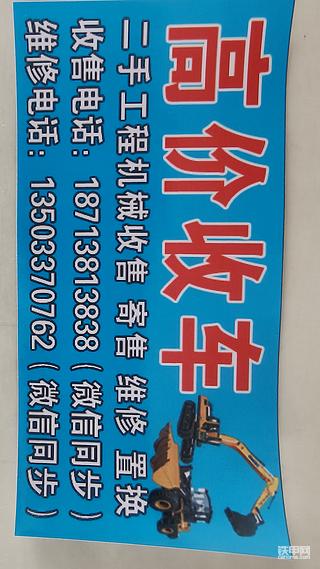 高价收车
二手工程机械收售 寄售 维修 置换
收售电话：18713813838（微信同步）
维修电话：13503370762（微信同步）
铁甲网